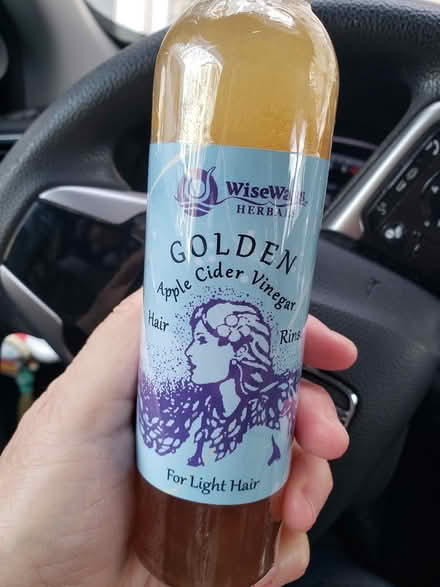 WiseWays
HERBALS
GOLDEN
Apple Cider Vinegar
Hair Rinse
For Light Hair